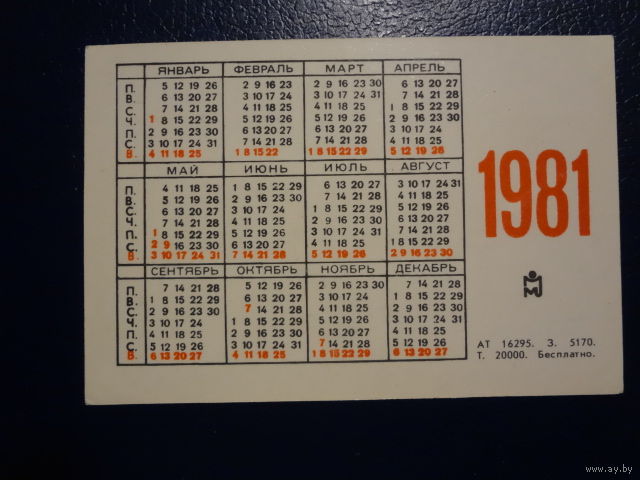 ЯНВАРЬ ФЕВРАЛЬ МАРТ АПРЕЛЬ
П. 5 12 19 26 2 9 16 23 2 9 16 23 30 6 13 20 27
В. 6 13 20 27 3 10 17 24 3 10 17 24 31 7 14 21 28
С. 7 14 21 28 4 11 18 25 4 11 18 25 1 8 15 22 29
Ч. 1 8 15 22 29 5 12 19 26 5 12 19 26 2 9 16 23 30
П. 2 9 16 23 30 6 13 20 27 6 13 20 27 3 10 17 24
С. 3 10 17 24 31 7 14 21 28 7 14 21 28 4 11 18 25
В. 4 11 18 25 1 8 15 22 1 8 15 22 29 5 12 19 26
МАЙ ИЮНЬ ИЮЛЬ АВГУСТ
П. 4 11 18 25 1 8 15 22 29 6 13 20 27 3 10 17 24 31
В. 5 12 19 26 2 9 16 23 30 7 14 21 28 4 11 18 25
С. 6 13 20 27 3 10 17 24 1 8 15 22 29 5 12 19 26
Ч. 7 14 21 28 4 11 18 25 2 9 16 23 30 6 13 20 27
П. 1 8 15 22 29 5 12 19 26 3 10 17 24 31 7 14 21 28
С. 2 9 16 23 30 6 13 20 27 4 11 18 25 1 8 15 22 29
В. 3 10 17 24 31 7 14 21 28 5 12 19 26 2 9 16 23 30
СЕНТЯБРЬ ОКТЯБРЬ НОЯБРЬ ДЕКАБРЬ
П. 7 14 21 28 5 12 19 26 2 9 16 23 30 7 14 21 28
В. 1 8 15 22 29 6 13 20 27 3 10 17 24 1 8 15 22 29
С. 2 9 16 23 30 7 14 21 28 4 11 18 25 2 9 16 23 30
Ч. 3 10 17 24 1 8 15 22 29 5 12 19 26 3 10 17 24 31
П. 4 11 18 25 2 9 16 23 30 6 13 20 27 4 11 18 25
С. 5 12 19 26 3 10 17 24 31 7 14 21 28 5 12 19 26
В. 6 13 20 27 4 11 18 25 1 8 15 22 29 6 13 20 27
1981
АТ 16295. З. 5170.
Т. 20000. Бесплатно.
www.ay.by